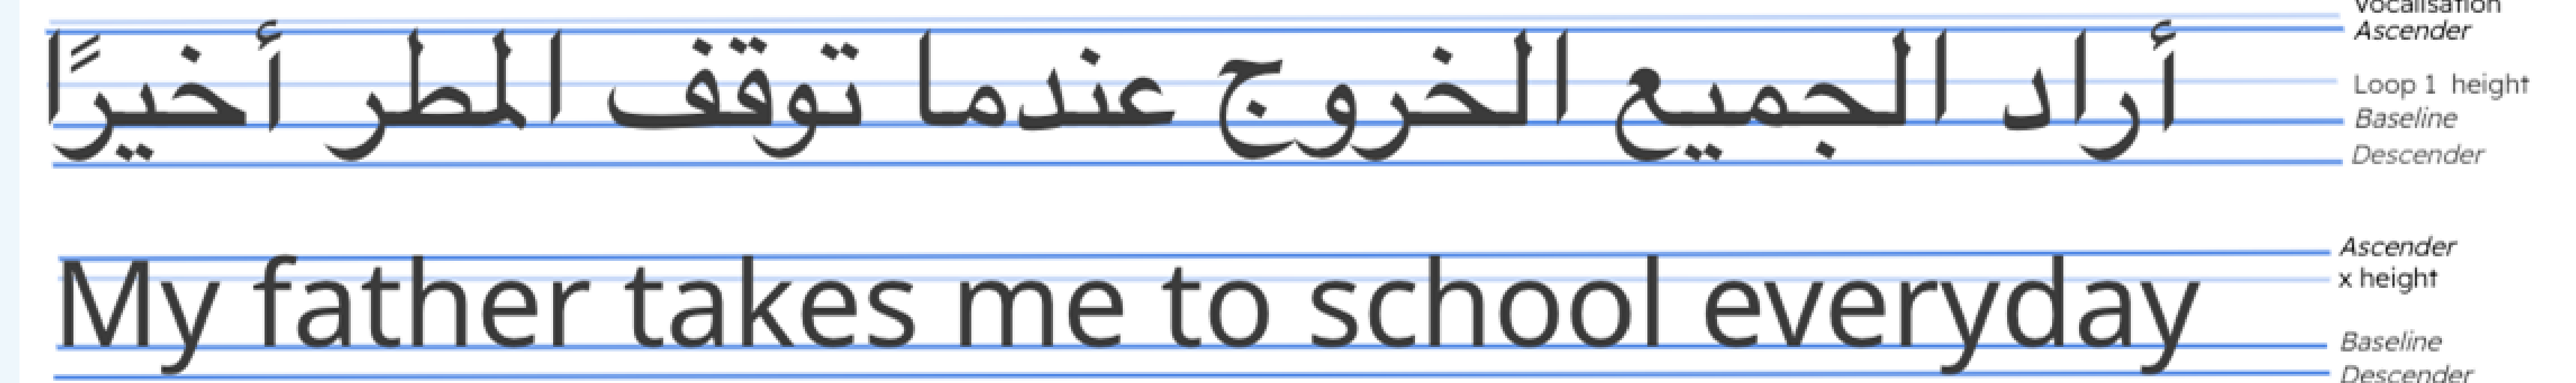 Vocalisation
Ascender
أراد الجميع الخروج عندما توقف المطر أخيرًا
Loop 1 height
Baseline
Descender
Ascender
x height
My father takes me to school everyday
Baseline
Descender